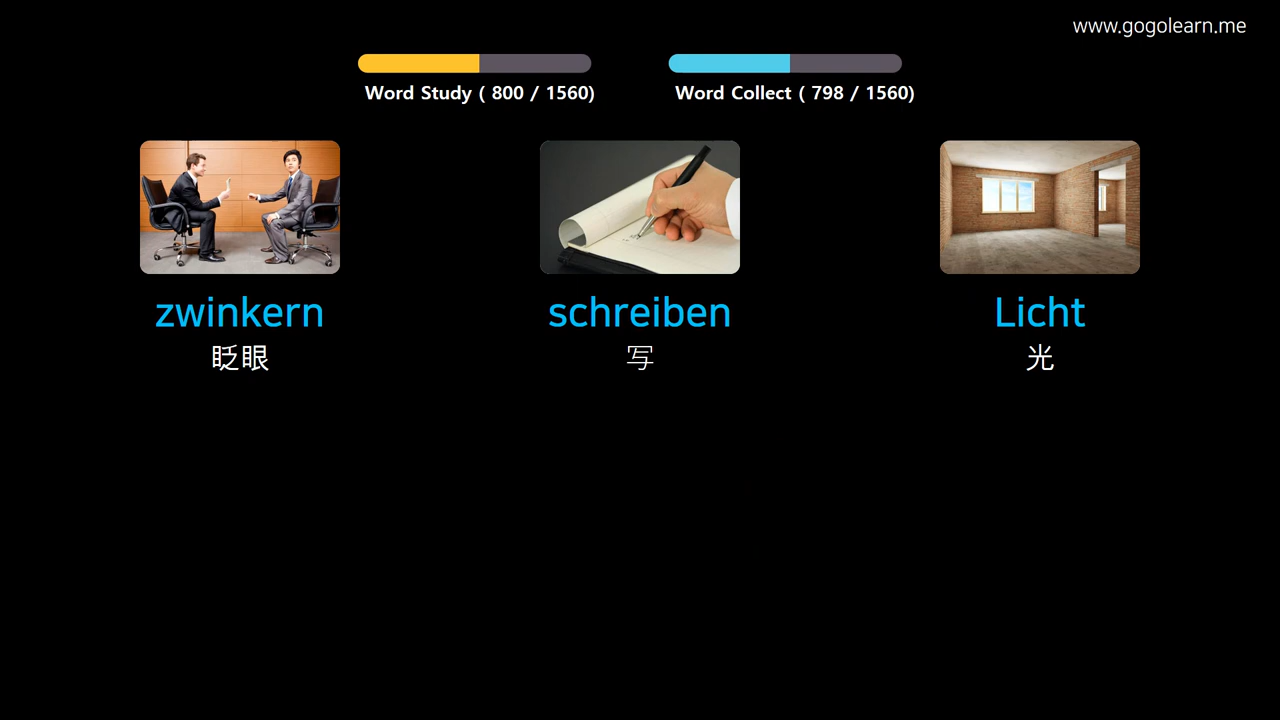 www.gogolearn.me
Word Study ( 800 / 1560)
Word Collect ( 798 / 1560)
zwinkern
眨眼
schreiben
写
Licht
光